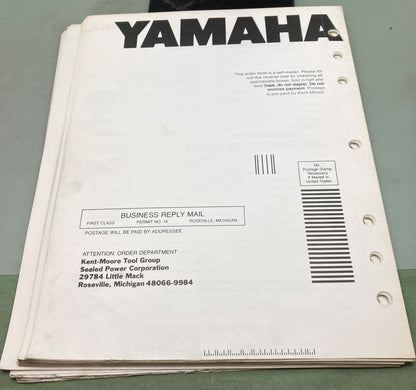 YAMAHA
This order form is a self-mailer. Please fill
out the reverse side by checking all
appropriate boxes, fold in half and
seal (tape, do not staple). Do not
enclose payment. Postage
is pre-paid by Kent-Moore.
No
Postage Stamp
Necessary
If Mailed in
United States
BUSINESS REPLY MAIL
FIRST CLASS PERMIT NO. 14 ROSEVILLE, MICHIGAN
POSTAGE WILL BE PAID BY ADDRESSEE
ATTENTION: ORDER DEPARTMENT
Kent-Moore Tool Group
Sealed Power Corporation
29784 Little Mack
Roseville, Michigan 48066-9984